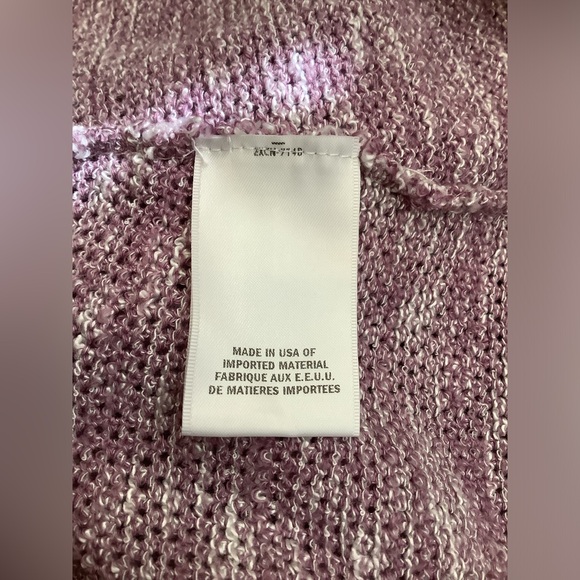 MADE IN USA OF
IMPORTED MATERIAL
FABRIQUE AUX E.E.U.U.
DE MATIERES IMPORTEES